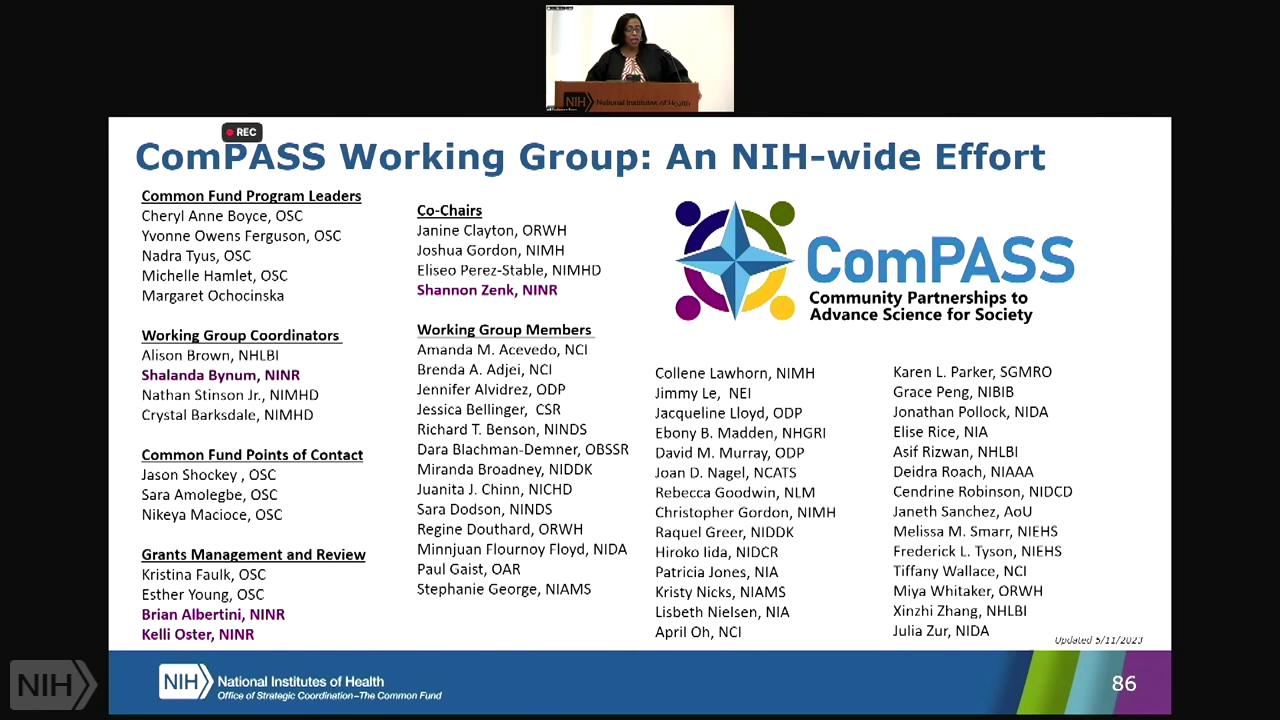 NIH National Institutes of Health
REC
ComPASS Working Group: An NIH-wide Effort
Common Fund Program Leaders
Cheryl Anne Boyce, OSC
Yvonne Owens Ferguson, OSC
Nadra Tyus, OSC
Michelle Hamlet, OSC
Margaret Ochocinska
Working Group Coordinators
Alison Brown, NHLBI
Shalanda Bynum, NINR
Nathan Stinson Jr., NIMHD
Crystal Barksdale, NIMHD
Common Fund Points of Contact
Jason Shockey , OSC
Sara Amolegbe, OSC
Nikeya Macioce, OSC
Grants Management and Review
Kristina Faulk, OSC
Esther Young, OSC
Brian Albertini, NINR
Kelli Oster, NINR
Co-Chairs
Janine Clayton, ORWH
Joshua Gordon, NIMH
Eliseo Perez-Stable, NIMHD
Shannon Zenk, NINR
Working Group Members
Amanda M. Acevedo, NCI
Brenda A. Adjei, NCI
Jennifer Alvidrez, ODP
Jessica Bellinger, CSR
Richard T. Benson, NINDS
Dara Blachman-Demner, OBSSR
Miranda Broadney, NIDDK
Juanita J. Chinn, NICHD
Sara Dodson, NINDS
Regine Douthard, ORWH
Minnjuan Flournoy Floyd, NIDA
Paul Gaist, OAR
Stephanie George, NIAMS
ComPASS
Community Partnerships to
Advance Science for Society
Collene Lawhorn, NIMH
Jimmy Le, NEI
Jacqueline Lloyd, ODP
Ebony B. Madden, NHGRI
David M. Murray, ODP
Joan D. Nagel, NCATS
Rebecca Goodwin, NLM
Christopher Gordon, NIMH
Raquel Greer, NIDDK
Hiroko Iida, NIDCR
Patricia Jones, NIA
Kristy Nicks, NIAMS
Lisbeth Nielsen, NIA
April Oh, NCI
Karen L. Parker, SGMRO
Grace Peng, NIBIB
Jonathan Pollock, NIDA
Elise Rice, NIA
Asif Rizwan, NHLBI
Deidra Roach, NIAAA
Cendrine Robinson, NIDCD
Janeth Sanchez, AoU
Melissa M. Smarr, NIEHS
Frederick L. Tyson, NIEHS
Tiffany Wallace, NCI
Miya Whitaker, ORWH
Xinzhi Zhang, NHLBI
Julia Zur, NIDA
Updated 5/11/2023
NIH
NIH National Institutes of Health
Office of Strategic Coordination–The Common Fund
86